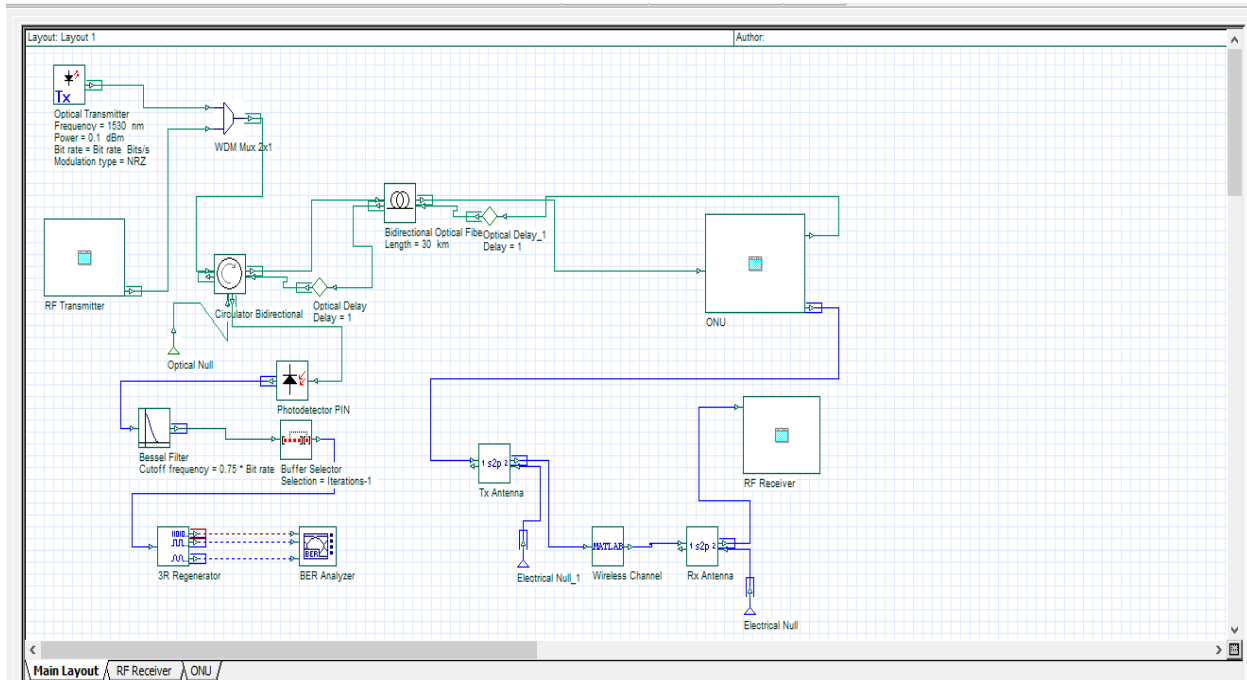 Layout: Layout 1
Author:
Tx
Optical Transmitter
Frequency = 1530 nm
Power = 0.1 dBm
Bit rate = Bit rate Bits/s
Modulation type = NRZ
WDM Mux 2x1
RF Transmitter
Circulator Bidirectional
Optical Delay
Delay = 1
Bidirectional Optical Fibe
Length = 30 km
Optical Delay_1
Delay = 1
ONU
Optical Null
Photodetector PIN
Bessel Filter
Cutoff frequency = 0.75 * Bit rate
Buffer Selector
Selection = Iterations-1
1 s2p 2
Tx Antenna
RF Receiver
3R Regenerator
BER
BER Analyzer
Electrical Null_1
MATLAB
Wireless Channel
1 s2p 2
Rx Antenna
Electrical Null
Main Layout
RF Receiver
ONU